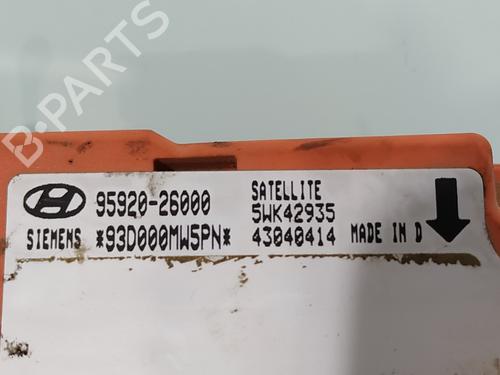 95920-26000 SATELLITE
5WK42935
SIEMENS *93D000MW5PN* 43040414 MADE IN D
B-PARTS